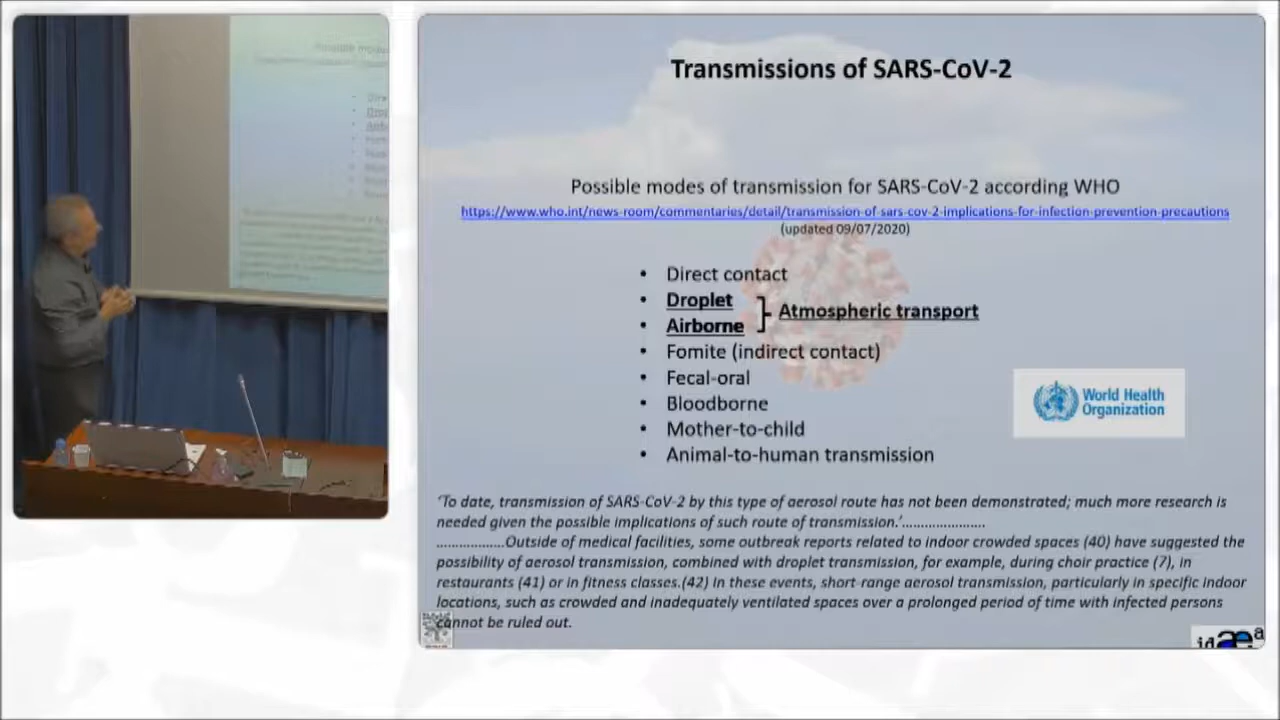 Transmissions of SARS-CoV-2
Possible modes of transmission for SARS-CoV-2 according WHO
https://www.who.int/news-room/commentaries/detail/transmission-of-sars-cov-2-implications-for-infection-prevention-precautions
(updated 09/07/2020)
• Direct contact
• Droplet
• Airborne
Atmospheric transport
• Fomite (indirect contact)
• Fecal-oral
• Bloodborne
• Mother-to-child
• Animal-to-human transmission
World Health
Organization
‘To date, transmission of SARS-CoV-2 by this type of aerosol route has not been demonstrated; much more research is
needed given the possible implications of such route of transmission.’......................
..................Outside of medical facilities, some outbreak reports related to indoor crowded spaces (40) have suggested the
possibility of aerosol transmission, combined with droplet transmission, for example, during choir practice (7), in
restaurants (41) or in fitness classes.(42) In these events, short-range aerosol transmission, particularly in specific indoor
locations, such as crowded and inadequately ventilated spaces over a prolonged period of time with infected persons
cannot be ruled out.
idæa